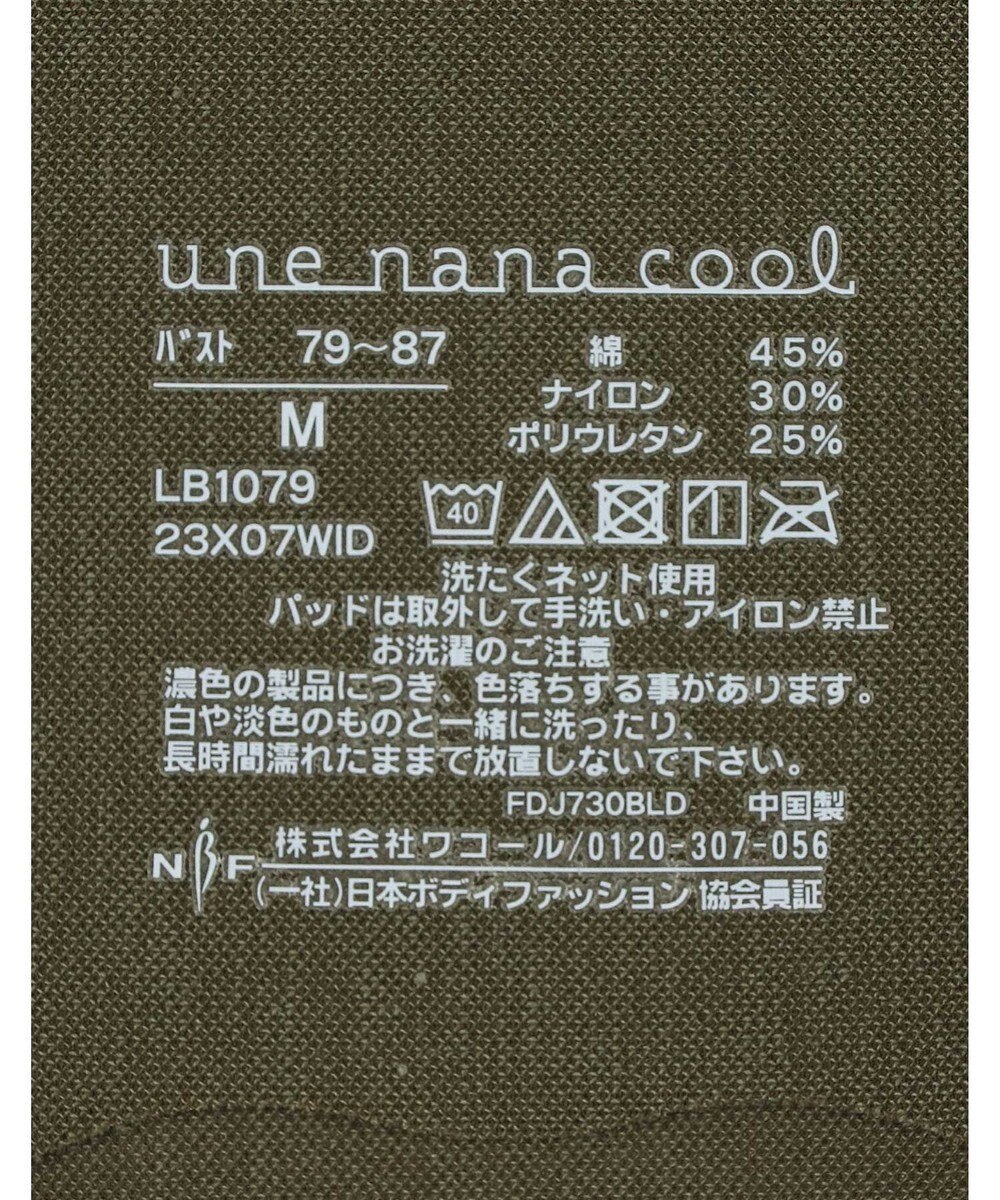 une nana cool
バスト 79～87
M
LB1079
23X07WID
綿 45%
ナイロン 30%
ポリウレタン 25%
40
洗たくネット使用
パッドは取外して手洗い・アイロン禁止
お洗濯のご注意
濃色の製品につき、色落ちする事があります。
白や淡色のものと一緒に洗ったり、
長時間濡れたままで放置しないで下さい。
FDJ730BLD 中国製
NBF
株式会社ワコール/0120-307-056
(一社)日本ボディファッション協会員証